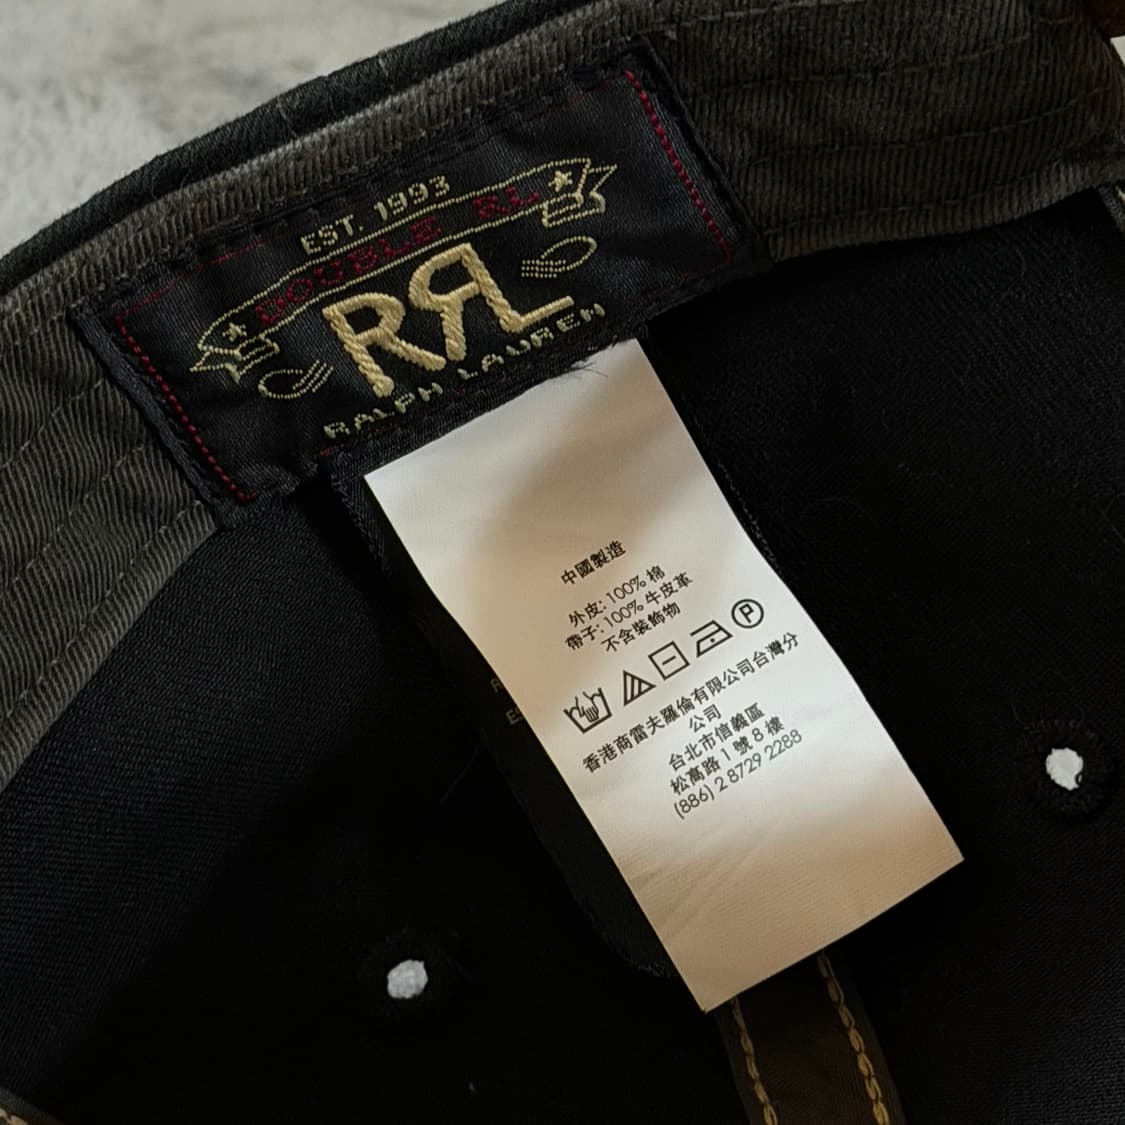 EST. 1993
DOUBLE RL
RRL
RALPH LAUREN
中國製造
外皮: 100% 棉
帶子: 100% 牛皮革
不含裝飾物
P
香港商雷夫羅倫有限公司台灣分
公司
台北市信義區
松高路 1 號 8 樓
(886) 2 8729 2288